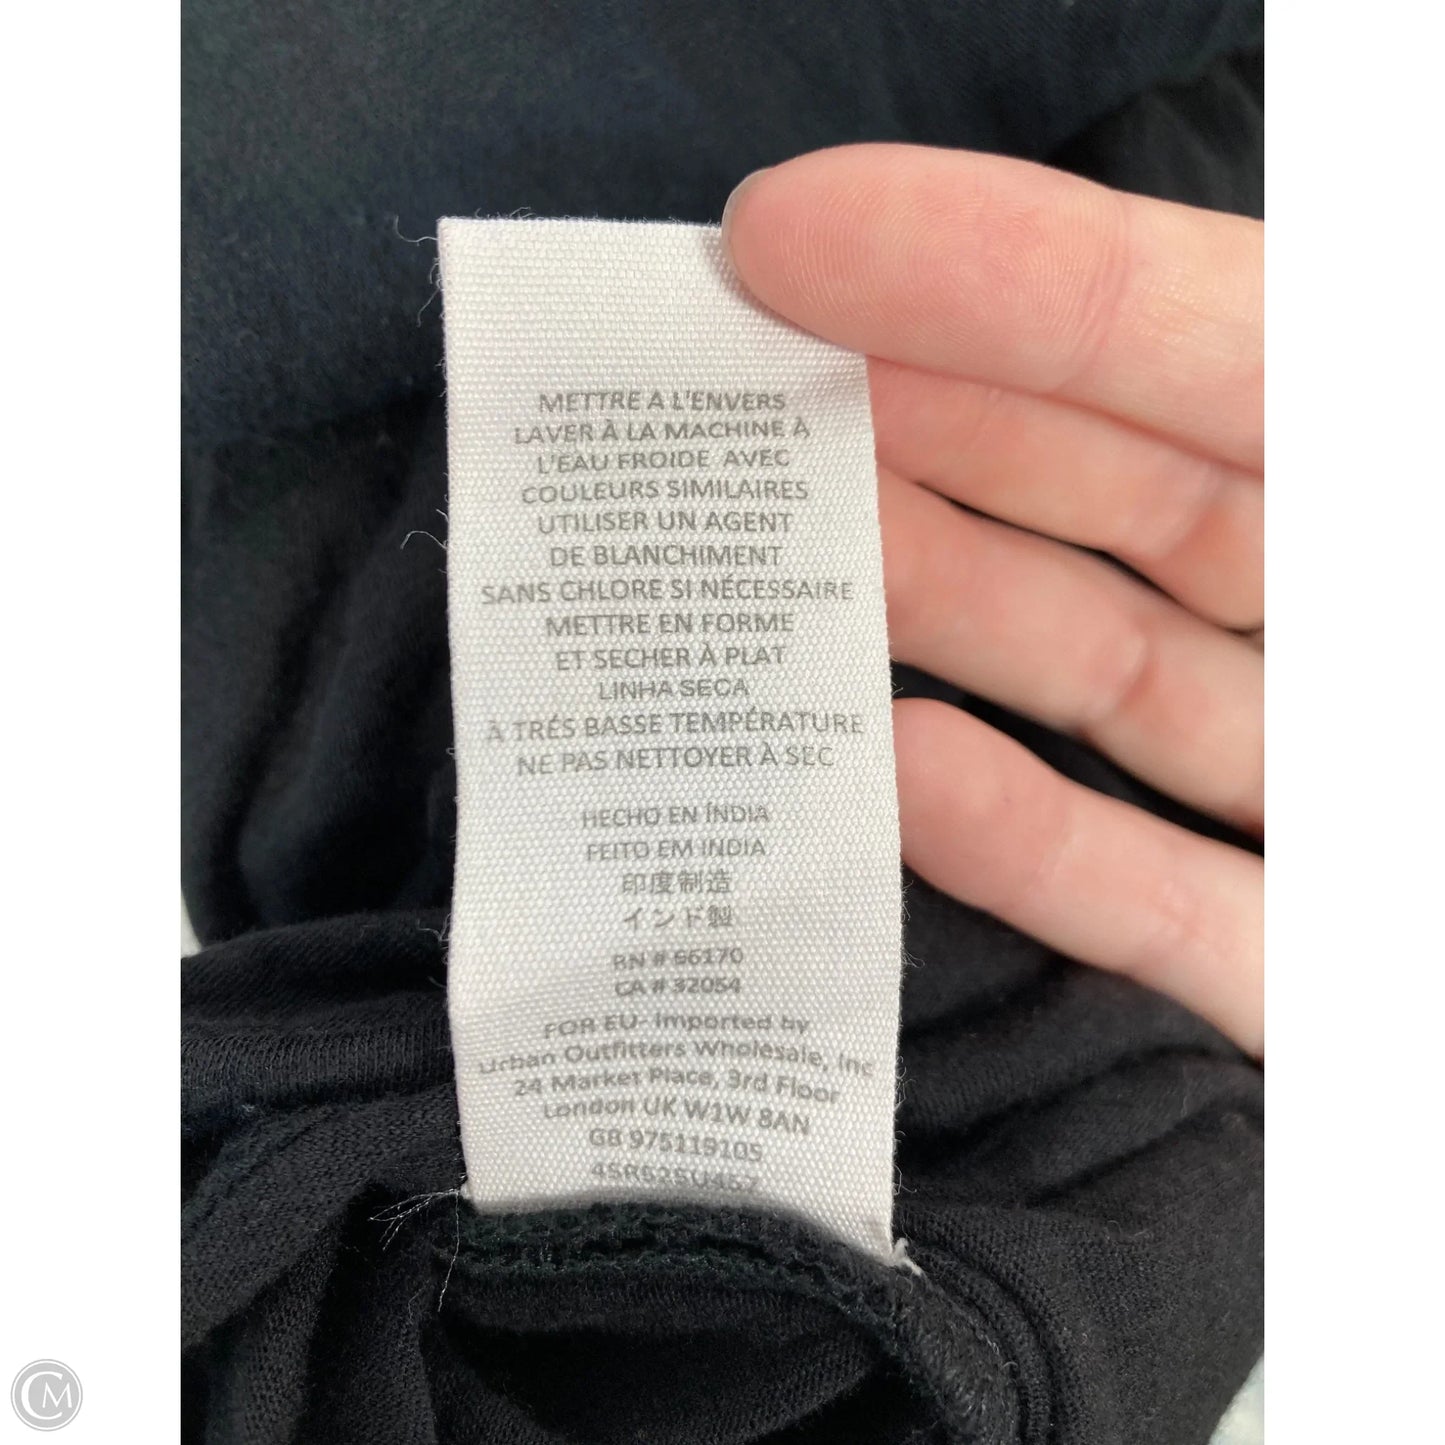 METTRE A L'ENVERS
LAVER À LA MACHINE À
L'EAU FROIDE AVEC
COULEURS SIMILAIRES
UTILISER UN AGENT
DE BLANCHIMENT
SANS CHLORE SI NÉCESSAIRE
METTRE EN FORME
ET SECHER À PLAT
LINHA SECA
À TRÉS BASSE TEMPÉRATURE
NE PAS NETTOYER À SEC
HECHO EN ÍNDIA
FEITO EM INDIA
印度制造
インド製
RN # 66170
CA # 32054
FOR EU- Imported by
Urban Outfitters Wholesale, Inc
24 Market Place, 3rd Floor
London UK W1W 8AN
GB 975119105
CM